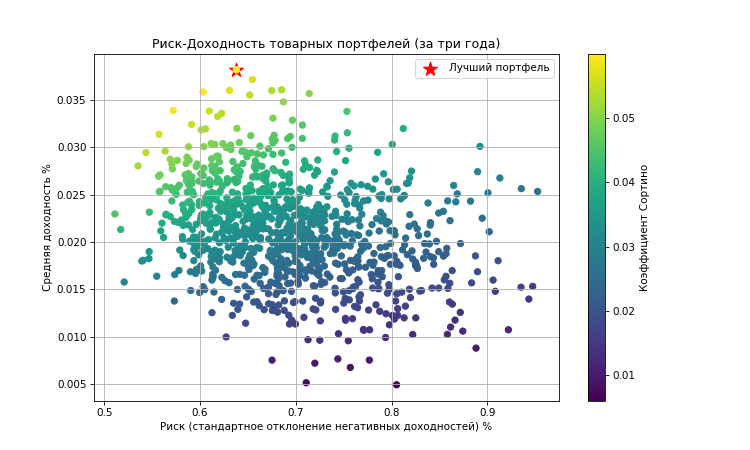 Риск-Доходность товарных портфелей (за три года)
Лучший портфель
Средняя доходность %
0.035
0.030
0.025
0.020
0.015
0.010
0.005
0.5 0.6 0.7 0.8 0.9
Риск (стандартное отклонение негативных доходностей) %
0.05
0.04
0.03
0.02
0.01
Коэффициент Сортино